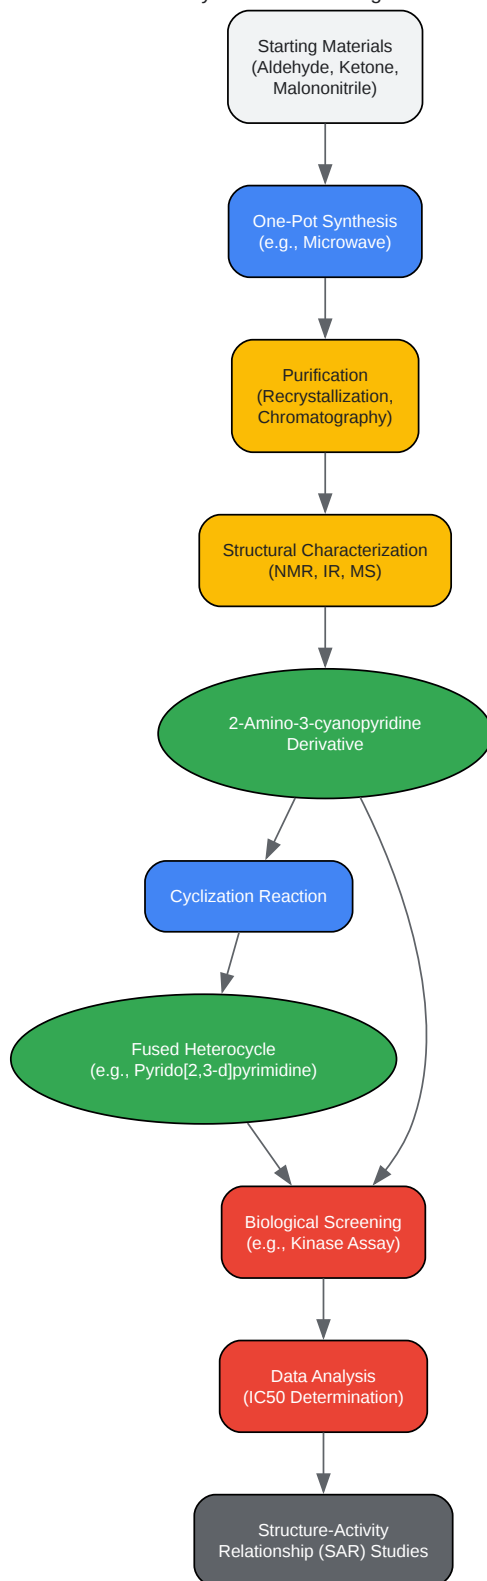 Starting Materials
(Aldehyde, Ketone,
Malononitrile)
One-Pot Synthesis
(e.g., Microwave)
Purification
(Recrystallization,
Chromatography)
Structural Characterization
(NMR, IR, MS)
2-Amino-3-cyanopyridine
Derivative
Cyclization Reaction
Fused Heterocycle
(e.g., Pyrido[2,3-d]pyrimidine)
Biological Screening
(e.g., Kinase Assay)
Data Analysis
(IC50 Determination)
Structure-Activity
Relationship (SAR) Studies